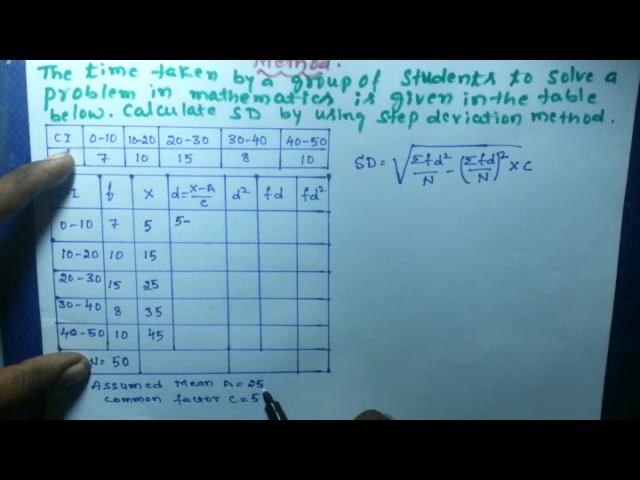 Method.
The time taken by a group of students to solve a
problem in mathematics is given in the table
below. Calculate SD by using step deviation method.
CI 0-10 10-20 20-30 30-40 40-50
7 10 15 8 10
SD = √ Σfd²/N - (Σfd/N)² × C
I f x d = x-A/c d² fd fd²
0-10 7 5 5-
10-20 10 15
20-30 15 25
30-40 8 35
40-50 10 45
N= 50
Assumed Mean A= 25
Common factor C= 5